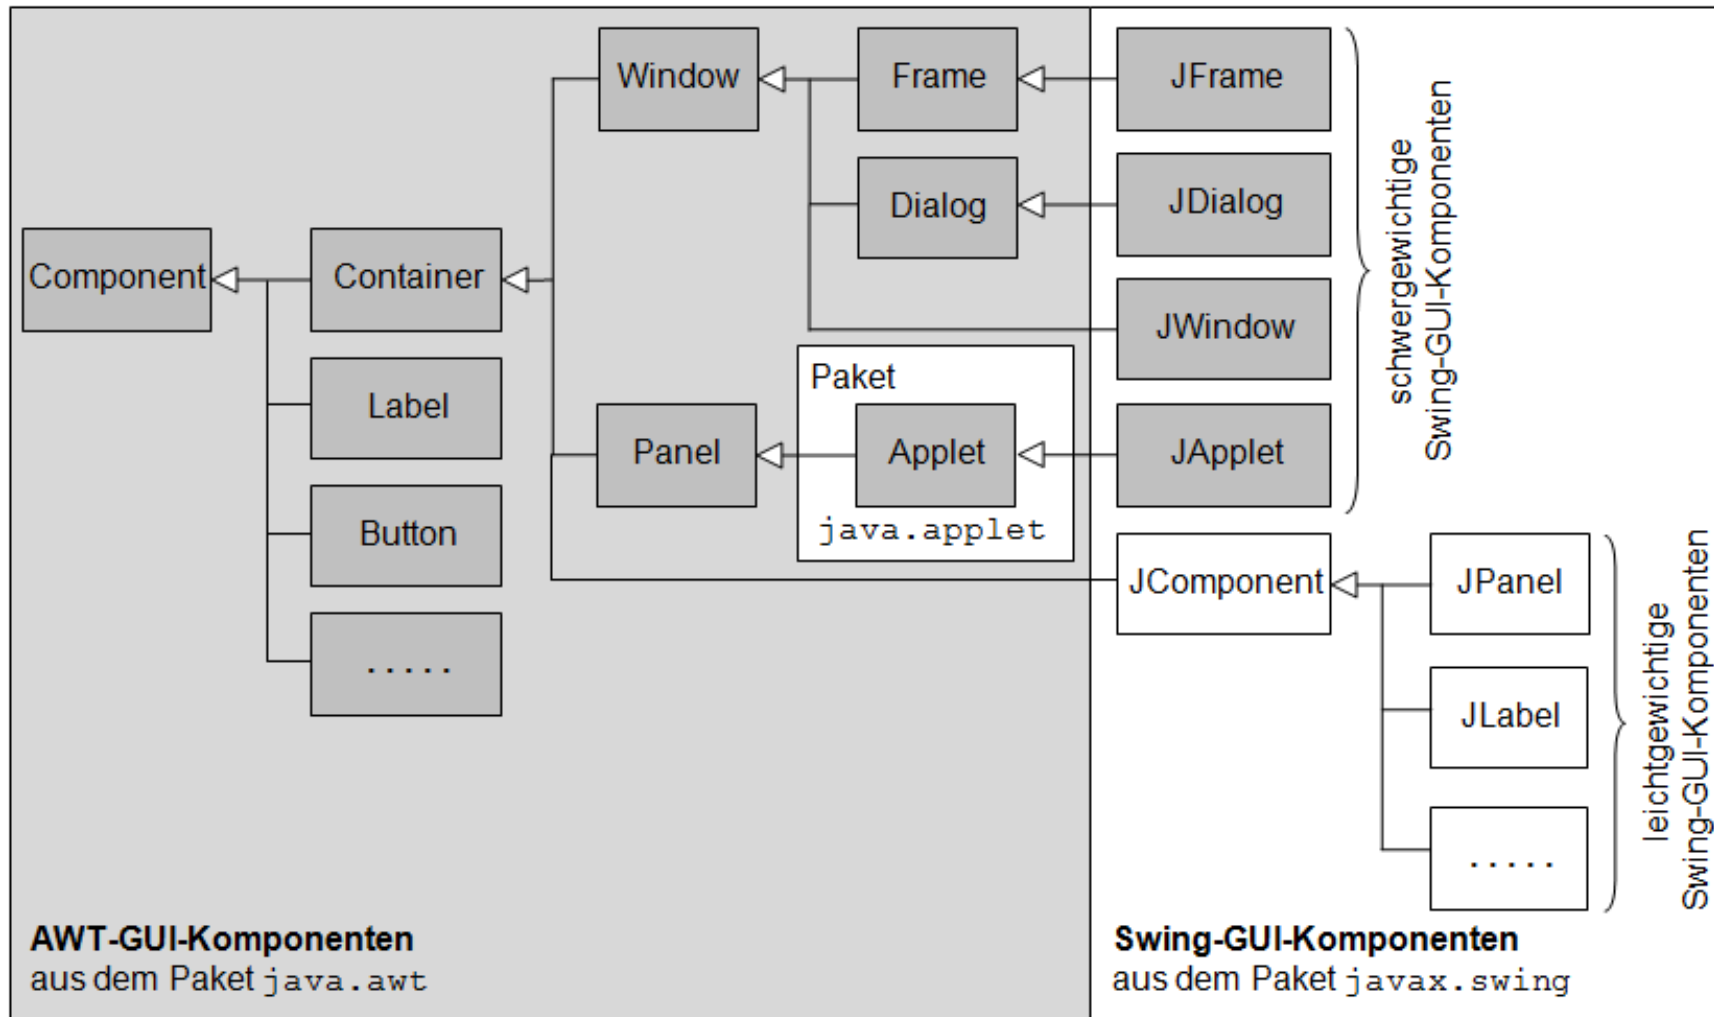 Window
Frame
JFrame
Dialog
JDialog
Component
Container
JWindow
Label
Paket
Panel
Applet
JApplet
java.applet
Button
JComponent
JPanel
.....
JLabel
.....
schwergewichtige
Swing-GUI-Komponenten
leichtgewichtige
Swing-GUI-Komponenten
AWT-GUI-Komponenten
aus dem Paket java.awt
Swing-GUI-Komponenten
aus dem Paket javax.swing